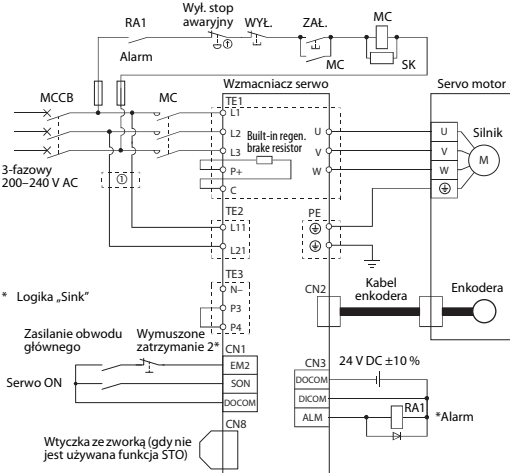 Wył. stop
awaryjny
RA1
WYŁ.
ZAŁ.
MC
①
Alarm
MC
SK
MCCB
MC
Wzmacniacz serwo
Servo motor
TE1
L1
L2
Built-in regen.
brake resistor
U
U
Silnik
L3
V
V
M
3-fazowy
200–240 V AC
①
P+
W
W
C
TE2
PE
L11
L21
TE3
* Logika „Sink”
N–
CN2
Kabel
enkodera
Enkodera
P3
P4
Zasilanie obwodu
głównego
Wymuszone
zatrzymanie 2*
CN1
EM2
CN3
24 V DC ±10 %
Serwo ON
SON
DOCOM
DOCOM
DICOM
RA1
*Alarm
ALM
CN8
Wtyczka ze zworką (gdy nie
jest używana funkcja STO)